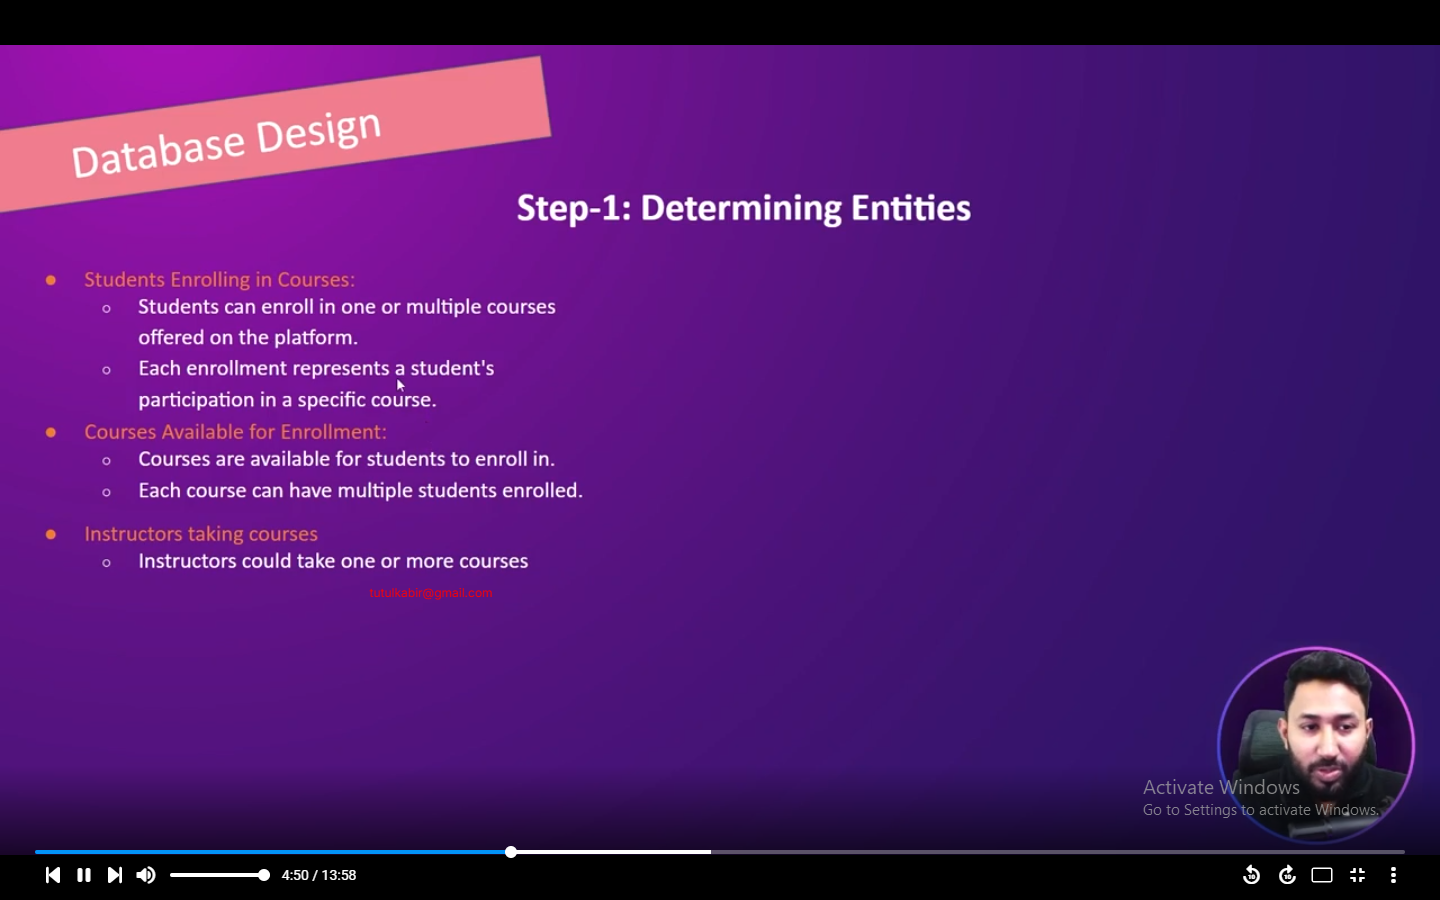 Database Design
Step-1: Determining Entities
Students Enrolling in Courses:
Students can enroll in one or multiple courses
offered on the platform.
Each enrollment represents a student's
participation in a specific course.
Courses Available for Enrollment:
Courses are available for students to enroll in.
Each course can have multiple students enrolled.
Instructors taking courses
Instructors could take one or more courses
tutulkabir@gmail.com
Activate Windows
Go to Settings to activate Windows.
4:50 / 13:58
10
10